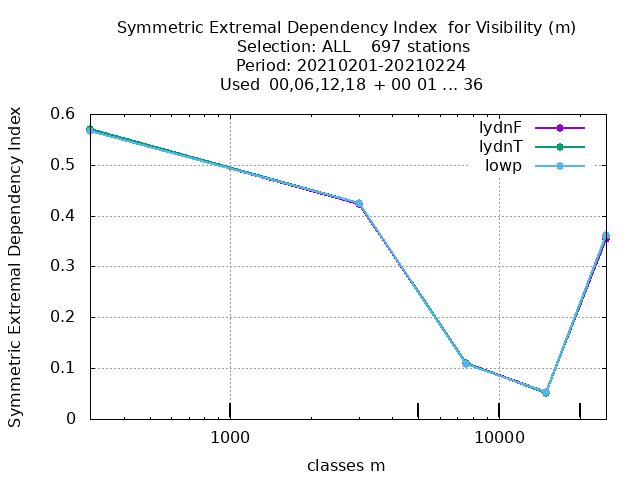 Symmetric Extremal Dependency Index  for Visibility (m)
Selection: ALL    697 stations
Period: 20210201-20210224
Used 00,06,12,18 + 00 01 ... 36
Symmetric Extremal Dependency Index
0.6
0.5
0.4
0.3
0.2
0.1
0
lydnF
lydnT
lowp
1000
10000
classes m